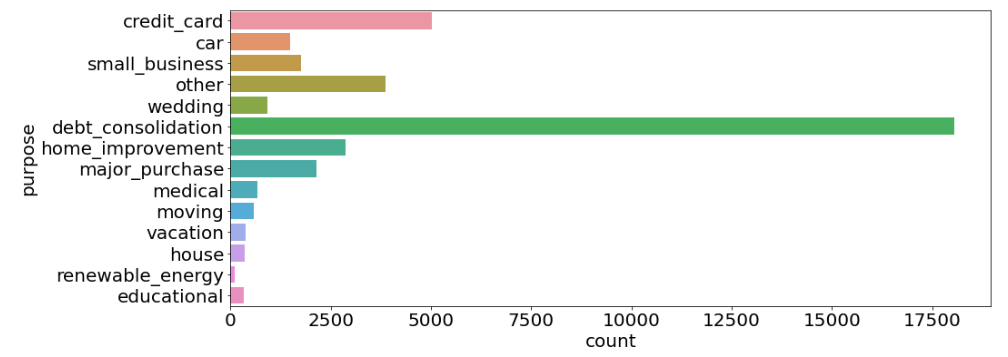 credit_card
car
small_business
other
wedding
debt_consolidation
home_improvement
major_purchase
medical
moving
vacation
house
renewable_energy
educational
purpose
0 2500 5000 7500 10000 12500 15000 17500
count